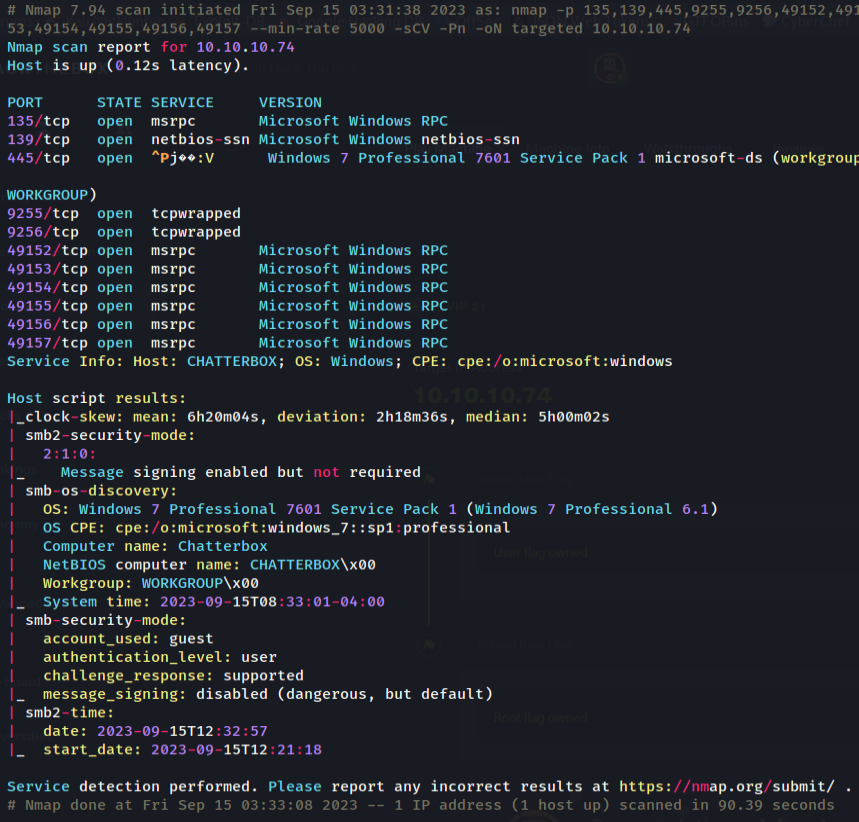 # Nmap 7.94 scan initiated Fri Sep 15 03:31:38 2023 as: nmap -p 135,139,445,9255,9256,49152,491
53,49154,49155,49156,49157 --min-rate 5000 -sCV -Pn -oN targeted 10.10.10.74
Nmap scan report for 10.10.10.74
Host is up (0.12s latency).
PORT      STATE SERVICE      VERSION
135/tcp   open  msrpc        Microsoft Windows RPC
139/tcp   open  netbios-ssn Microsoft Windows netbios-ssn
445/tcp   open  ^Pj��:V      Windows 7 Professional 7601 Service Pack 1 microsoft-ds (workgroup
WORKGROUP)
9255/tcp  open  tcpwrapped
9256/tcp  open  tcpwrapped
49152/tcp open  msrpc        Microsoft Windows RPC
49153/tcp open  msrpc        Microsoft Windows RPC
49154/tcp open  msrpc        Microsoft Windows RPC
49155/tcp open  msrpc        Microsoft Windows RPC
49156/tcp open  msrpc        Microsoft Windows RPC
49157/tcp open  msrpc        Microsoft Windows RPC
Service Info: Host: CHATTERBOX; OS: Windows; CPE: cpe:/o:microsoft:windows
10.10.10.74
Host script results:
|_clock-skew: mean: 6h20m04s, deviation: 2h18m36s, median: 5h00m02s
| smb2-security-mode:
|   2:1:0:
|_    Message signing enabled but not required
| smb-os-discovery:
|   OS: Windows 7 Professional 7601 Service Pack 1 (Windows 7 Professional 6.1)
|   OS CPE: cpe:/o:microsoft:windows_7::sp1:professional
|   Computer name: Chatterbox
User flag owned
|   NetBIOS computer name: CHATTERBOX\x00
|   Workgroup: WORKGROUP\x00
|_  System time: 2023-09-15T08:33:01-04:00
| smb-security-mode:
|   account_used: guest
|   authentication_level: user
|   challenge_response: supported
|_  message_signing: disabled (dangerous, but default)
| smb2-time:
Root flag owned
|   date: 2023-09-15T12:32:57
|_  start_date: 2023-09-15T12:21:18
Service detection performed. Please report any incorrect results at https://nmap.org/submit/ .
# Nmap done at Fri Sep 15 03:33:08 2023 -- 1 IP address (1 host up) scanned in 90.39 seconds